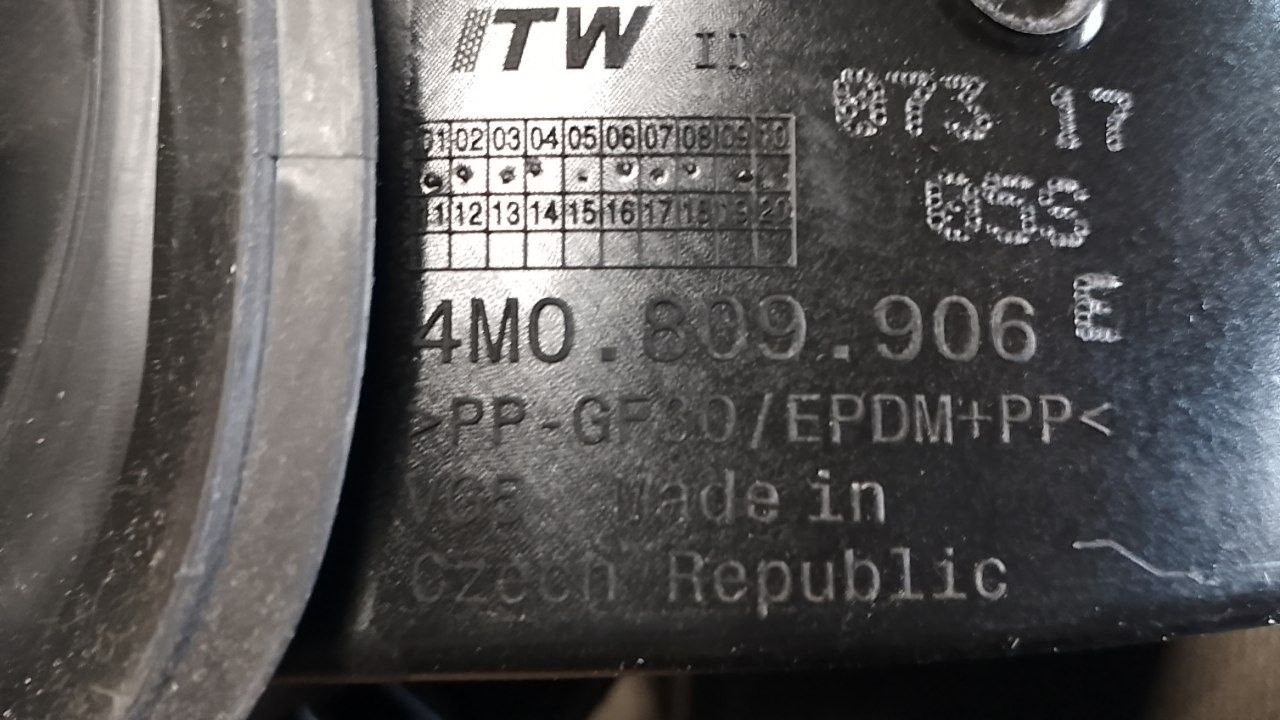 ITW II
073 17
01 02 03 04 05 06 07 08 09 10
11 12 13 14 15 16 17 18 19 20
4M0.809.906 E
>PP-GF30/EPDM+PP<
Made in
Czech Republic